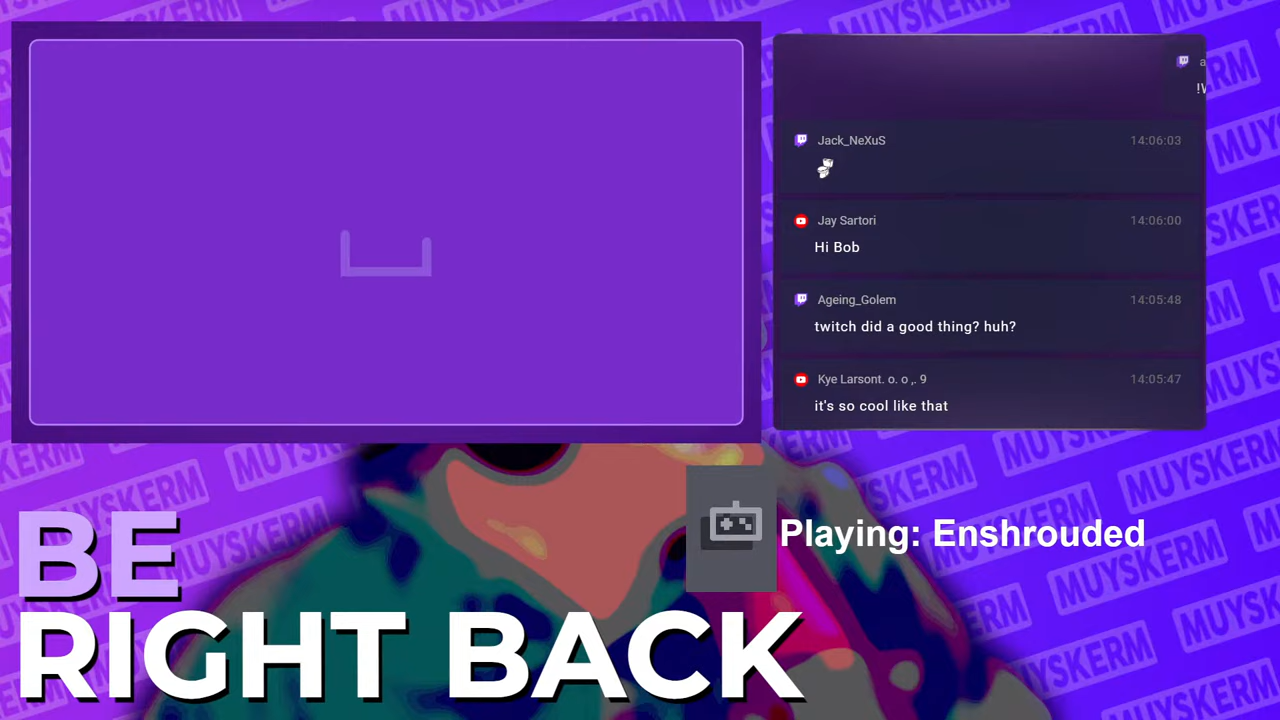 Jack_NeXuS 14:06:03
Jay Sartori 14:06:00
Hi Bob
Ageing_Golem 14:05:48
twitch did a good thing? huh?
Kye Larsont. o. o ,. 9 14:05:47
it's so cool like that
Playing: Enshrouded
BE
RIGHT BACK
MUYSKERM